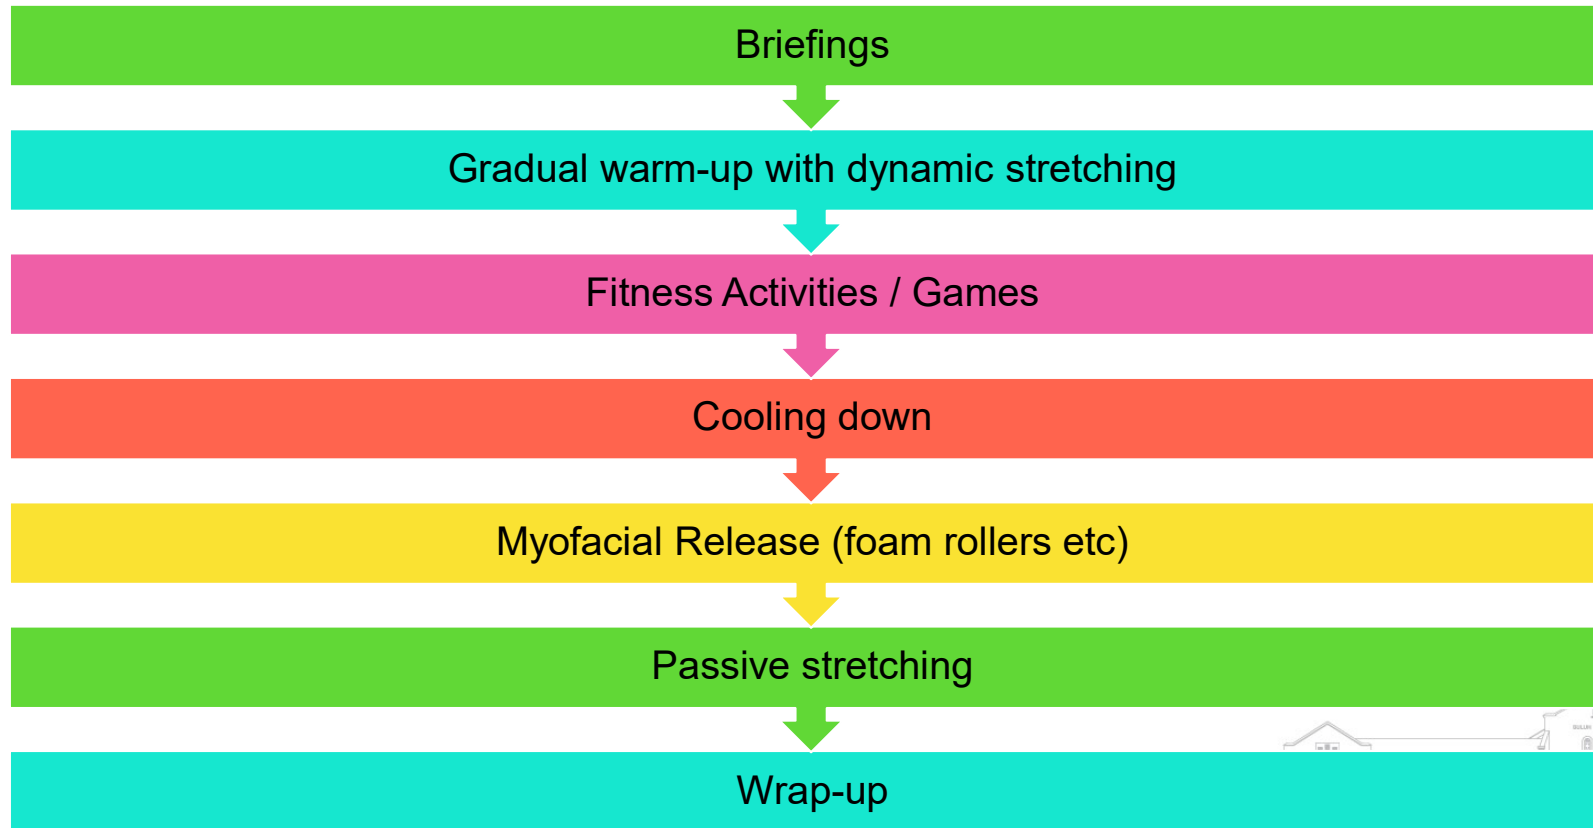 Briefings
Gradual warm-up with dynamic stretching
Fitness Activities / Games
Cooling down
Myofacial Release (foam rollers etc)
Passive stretching
Wrap-up